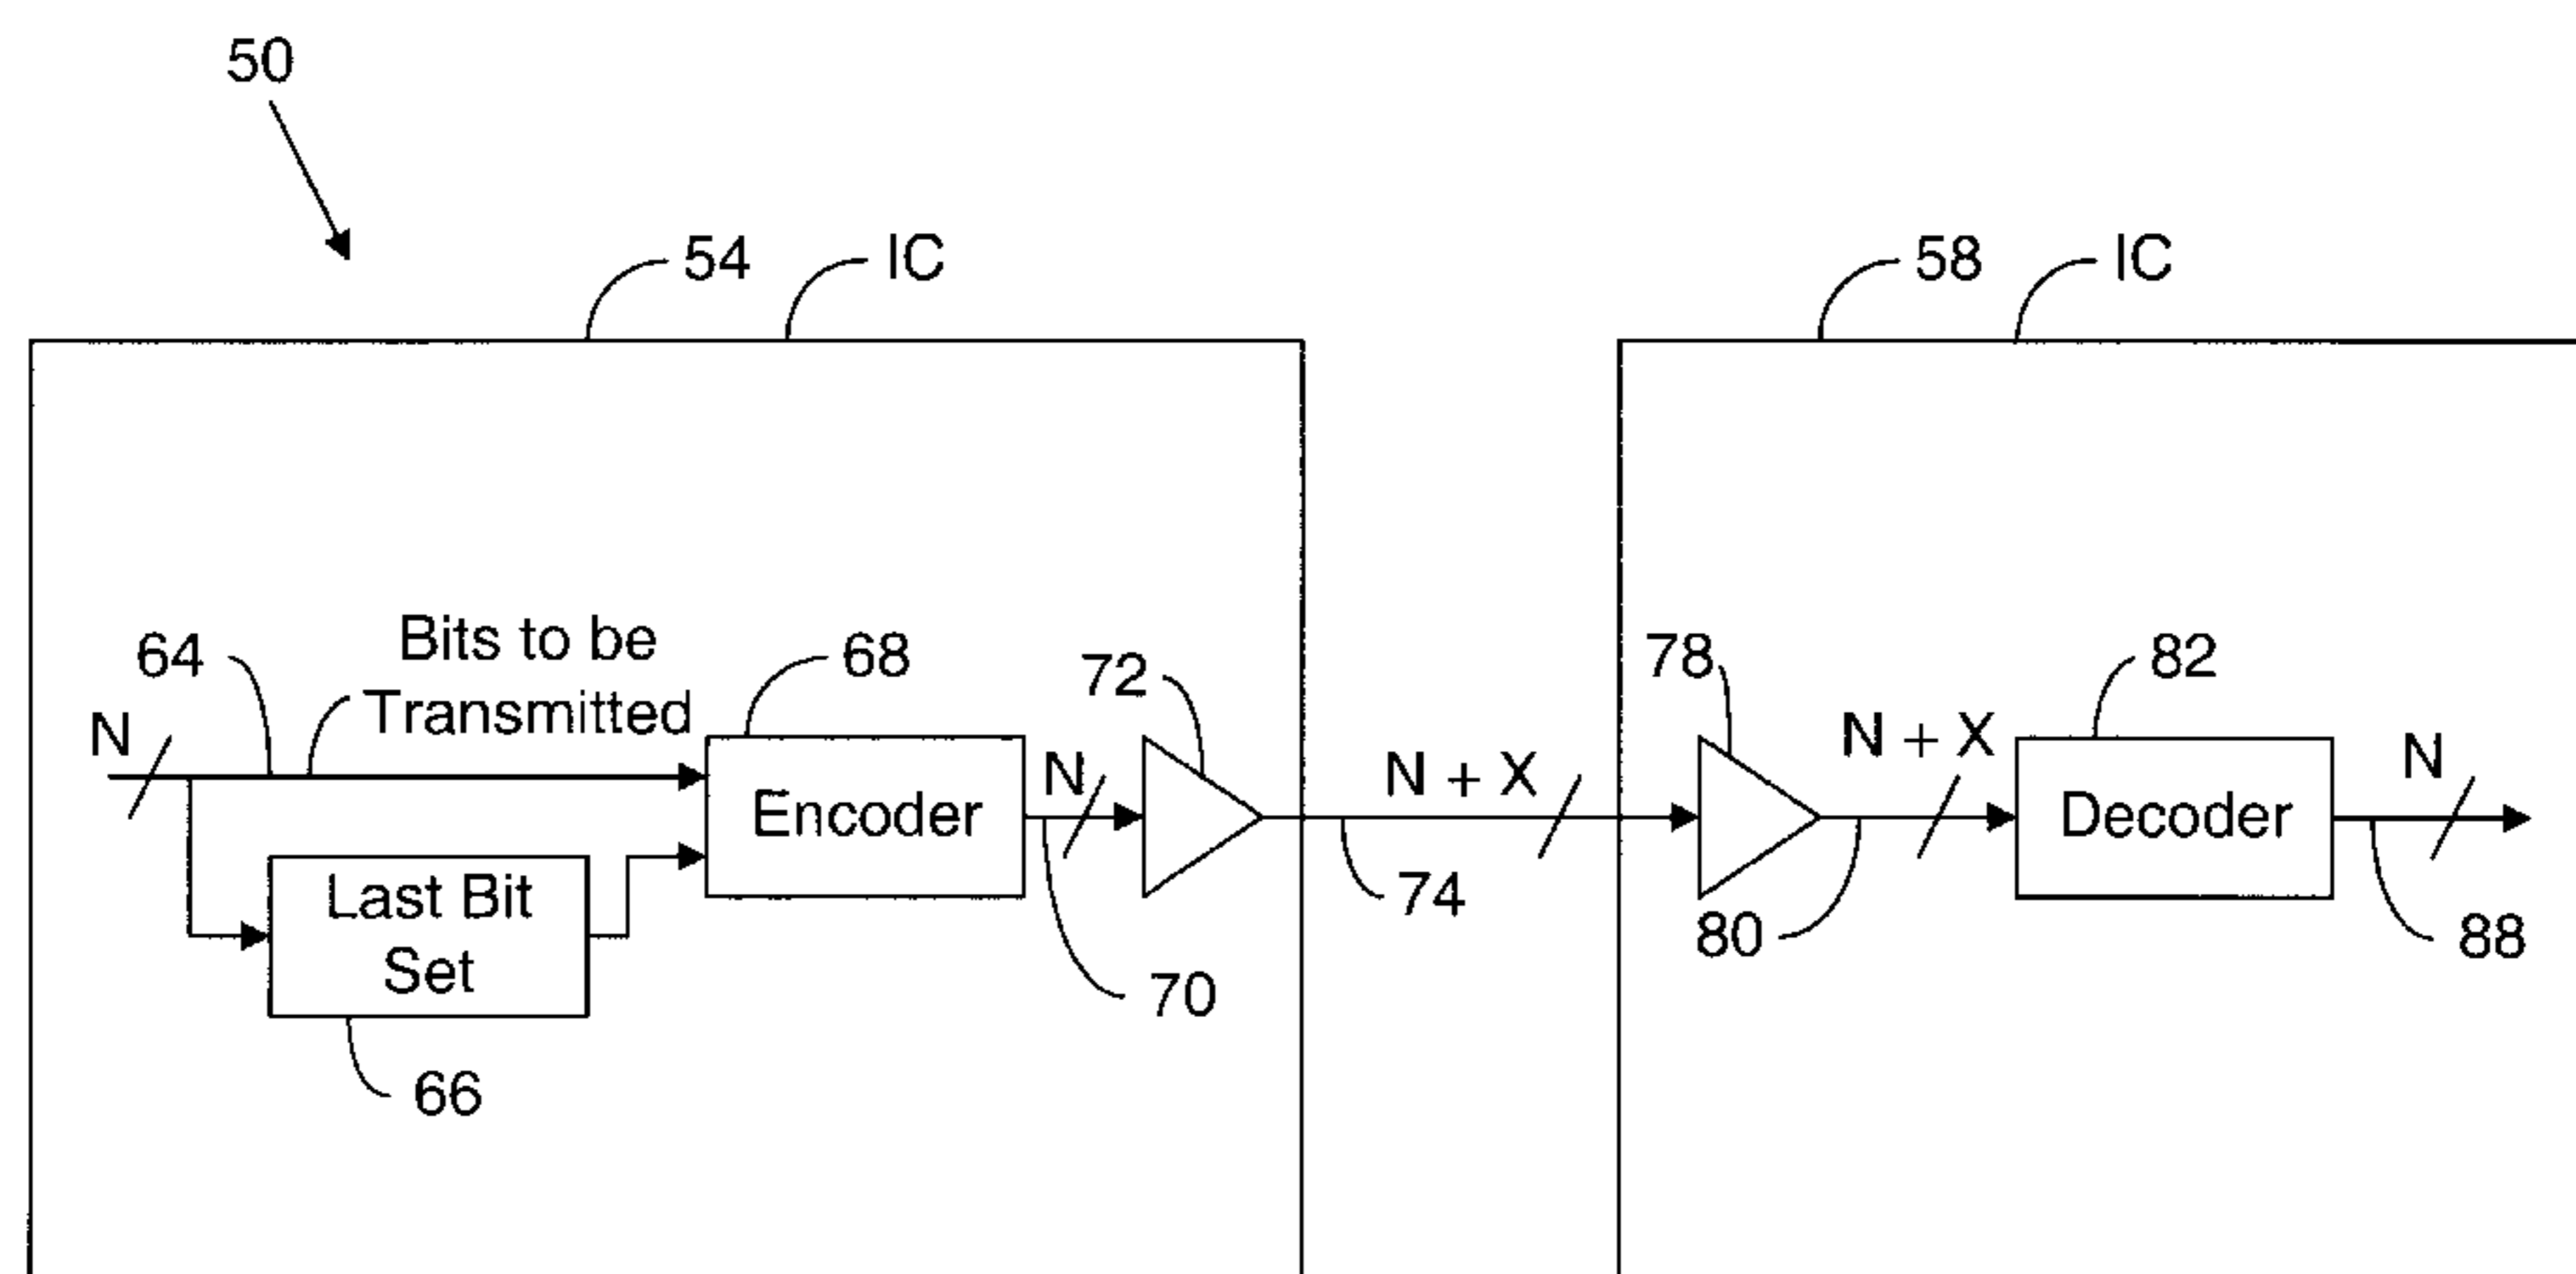 50
54
IC
58
IC
64
Bits to be
Transmitted
N
68
72
N
Encoder
N + X
78
N + X
82
Decoder
N
Last Bit
Set
66
70
74
80
88